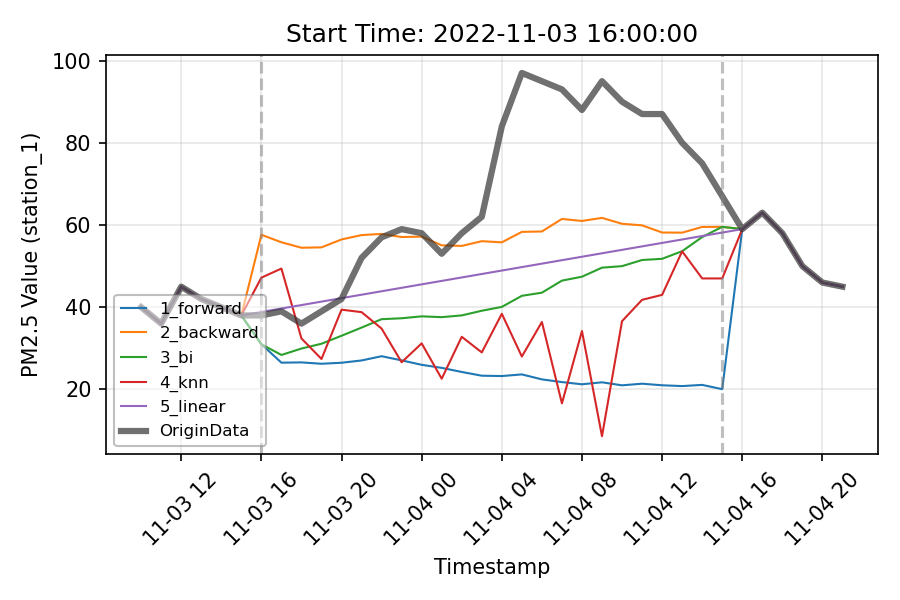 Start Time: 2022-11-03 16:00:00
PM2.5 Value (station_1)
100
80
60
40
20
1_forward
2_backward
3_bi
4_knn
5_linear
OriginData
11-03 12
11-03 16
11-03 20
11-04 00
11-04 04
11-04 08
11-04 12
11-04 16
11-04 20
Timestamp